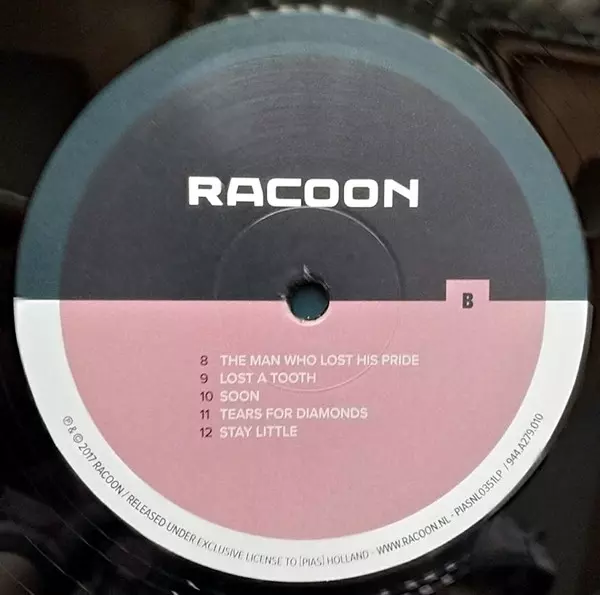 RACOON
B
8 THE MAN WHO LOST HIS PRIDE
9 LOST A TOOTH
10 SOON
11 TEARS FOR DIAMONDS
12 STAY LITTLE
℗ & © 2017 RACOON / RELEASED UNDER EXCLUSIVE LICENSE TO [PIAS] HOLLAND - WWW.RACOON.NL - PIASNL0351LP / 944.A279.010